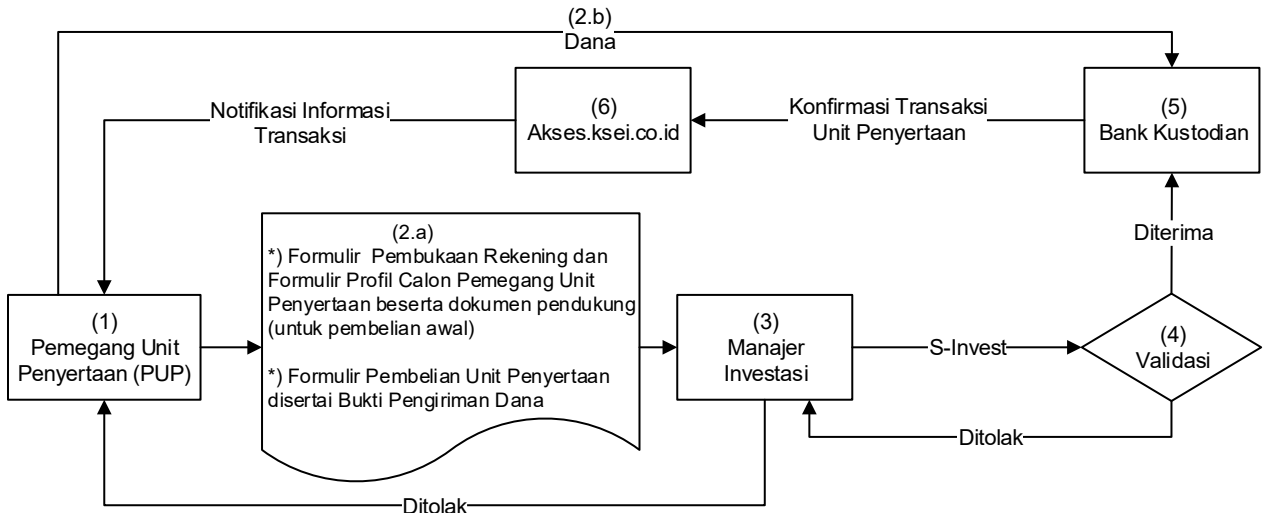 (2.b)
Dana
Notifikasi Informasi
Transaksi
(6)
Akses.ksei.co.id
Konfirmasi Transaksi
Unit Penyertaan
(5)
Bank Kustodian
(2.a)
*) Formulir Pembukaan Rekening dan
Formulir Profil Calon Pemegang Unit
Penyertaan beserta dokumen pendukung
(untuk pembelian awal)
*) Formulir Pembelian Unit Penyertaan
disertai Bukti Pengiriman Dana
Diterima
(1)
Pemegang Unit
Penyertaan (PUP)
(3)
Manajer
Investasi
S-Invest
(4)
Validasi
Ditolak
Ditolak